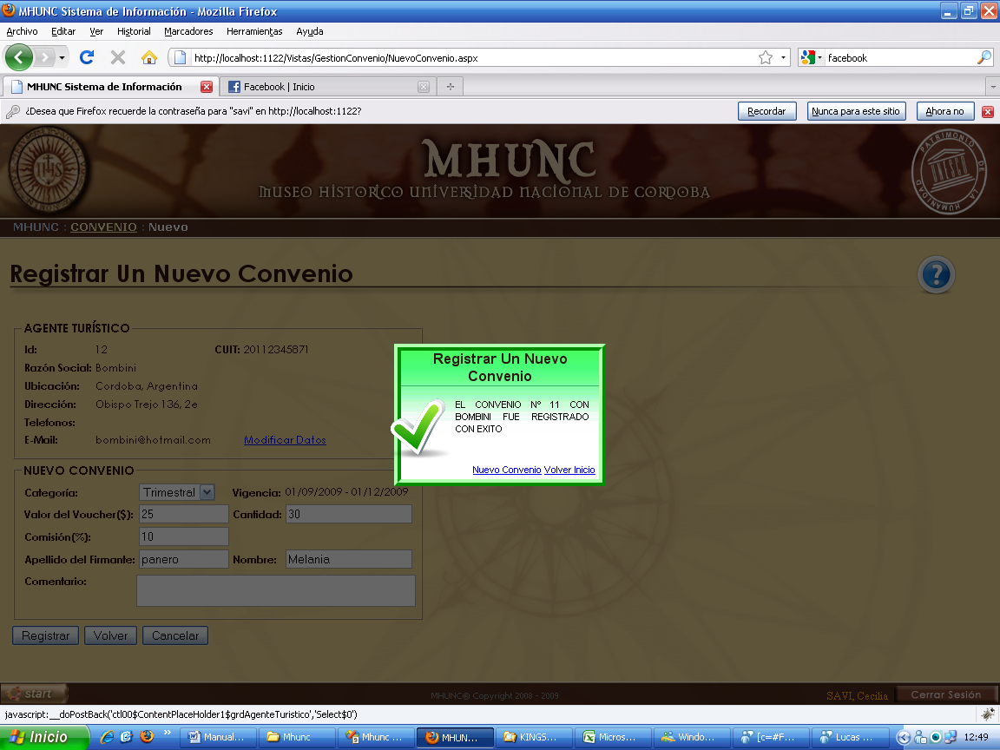 MHUNC Sistema de Información - Mozilla Firefox
Archivo Editar Ver Historial Marcadores Herramientas Ayuda
http://localhost:1122/Vistas/GestionConvenio/NuevoConvenio.aspx facebook
MHUNC Sistema de Información Facebook | Inicio
¿Desea que Firefox recuerde la contraseña para "savi" en http://localhost:1122? Recordar Nunca para este sitio Ahora no
MHUNC
MUSEO HISTORICO UNIVERSIDAD NACIONAL DE CORDOBA
PATRIMONIO DE LA HUMANIDAD
UNESCO
MHUNC : CONVENIO : Nuevo
Registrar Un Nuevo Convenio
?
AGENTE TURÍSTICO
Id: 12 CUIT: 20112345871
Razón Social: Bombini
Ubicación: Cordoba, Argentina
Dirección: Obispo Trejo 136, 2e
Telefonos:
E-Mail: bombini@hotmail.com Modificar Datos
NUEVO CONVENIO
Categoría: Trimestral Vigencia: 01/09/2009 - 01/12/2009
Valor del Voucher($): 25 Cantidad: 30
Comisión(%): 10
Apellido del Firmante: panero Nombre: Melania
Comentario:
Registrar Volver Cancelar
Registrar Un Nuevo
Convenio
EL CONVENIO Nº 11 CON
BOMBINI FUE REGISTRADO
CON EXITO
Nuevo Convenio Volver Inicio
start MHUNC® Copyright 2008 - 2009 SAVI, Cecilia Cerrar Sesión
javascript:__doPostBack('ctl00$ContentPlaceHolder1$grdAgenteTuristico','Select$0')
Inicio Manual... Mhunc Mhunc ... MHUN... KINGS... Micros... Windo... [c=#F... Lucas ... 12:49